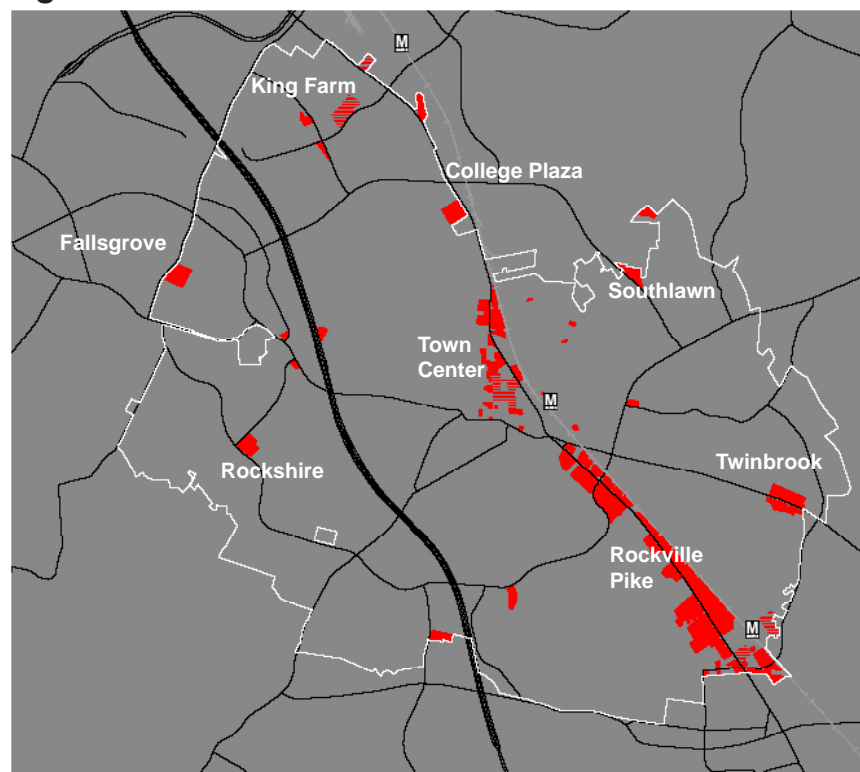 M
King Farm
College Plaza
Fallsgrove
Southlawn
Town
Center
M
Twinbrook
Rockshire
Rockville
Pike
M